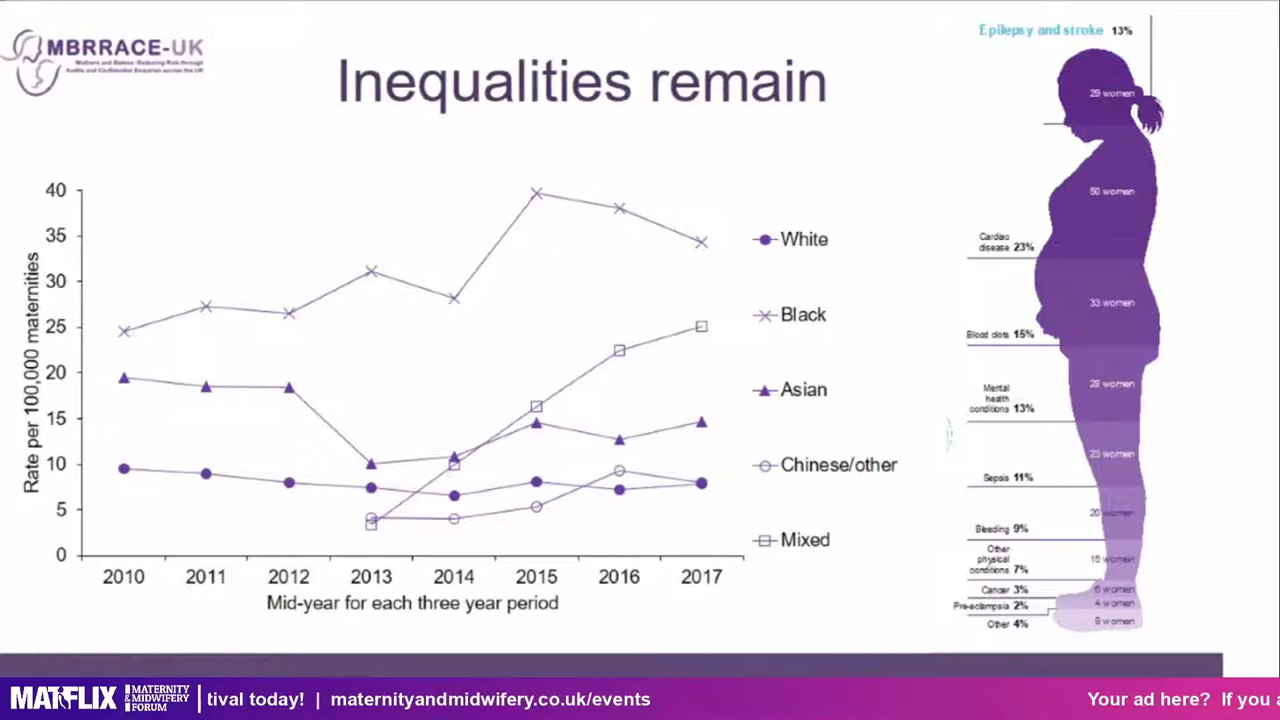 MBRRACE-UK
Mothers and Babies: Reducing Risk through
Audits and Confidential Enquiries across the UK
Inequalities remain
Rate per 100,000 maternities
40
35
30
25
20
15
10
5
0
2010 2011 2012 2013 2014 2015 2016 2017
Mid-year for each three year period
White
Black
Asian
Chinese/other
Mixed
Epilepsy and stroke 13%
29 women
50 women
Cardiac
disease 23%
33 women
Blood clots 15%
28 women
Mental
health
conditions 13%
23 women
Sepsis 11%
20 women
Bleeding 9%
Other
physical
conditions 7%
15 women
Cancer 3%
6 women
Pre-eclampsia 2%
4 women
Other 4%
9 women
MATFLIX
MATERNITY
& MIDWIFERY
FORUM
tival today! | maternityandmidwifery.co.uk/events
Your ad here? If you a